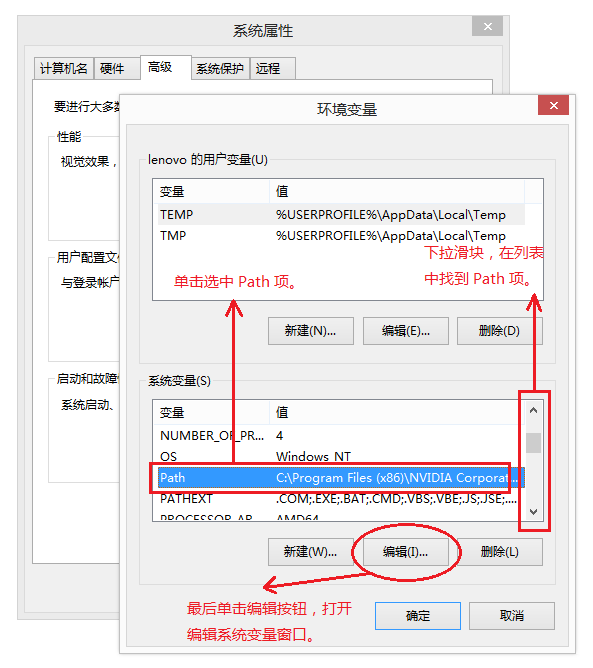 系统属性
计算机名 硬件 高级 系统保护 远程
要进行大多数
性能
视觉效果，
用户配置文件
与登录帐户
启动和故障
系统启动、
环境变量
lenovo 的用户变量(U)
变量 值
TEMP %USERPROFILE%\AppData\Local\Temp
TMP %USERPROFILE%\AppData\Local\Temp
下拉滑块，在列表
中找到 Path 项。
单击选中 Path 项。
新建(N)... 编辑(E)... 删除(D)
系统变量(S)
变量 值
NUMBER_OF_PR... 4
OS Windows_NT
Path C:\Program Files (x86)\NVIDIA Corporat...
PATHEXT .COM;.EXE;.BAT;.CMD;.VBS;.VBE;.JS;.JSE;....
PROCESSOR_AR... AMD64
新建(W)... 编辑(I)... 删除(L)
最后单击编辑按钮，打开
编辑系统变量窗口。
确定 取消